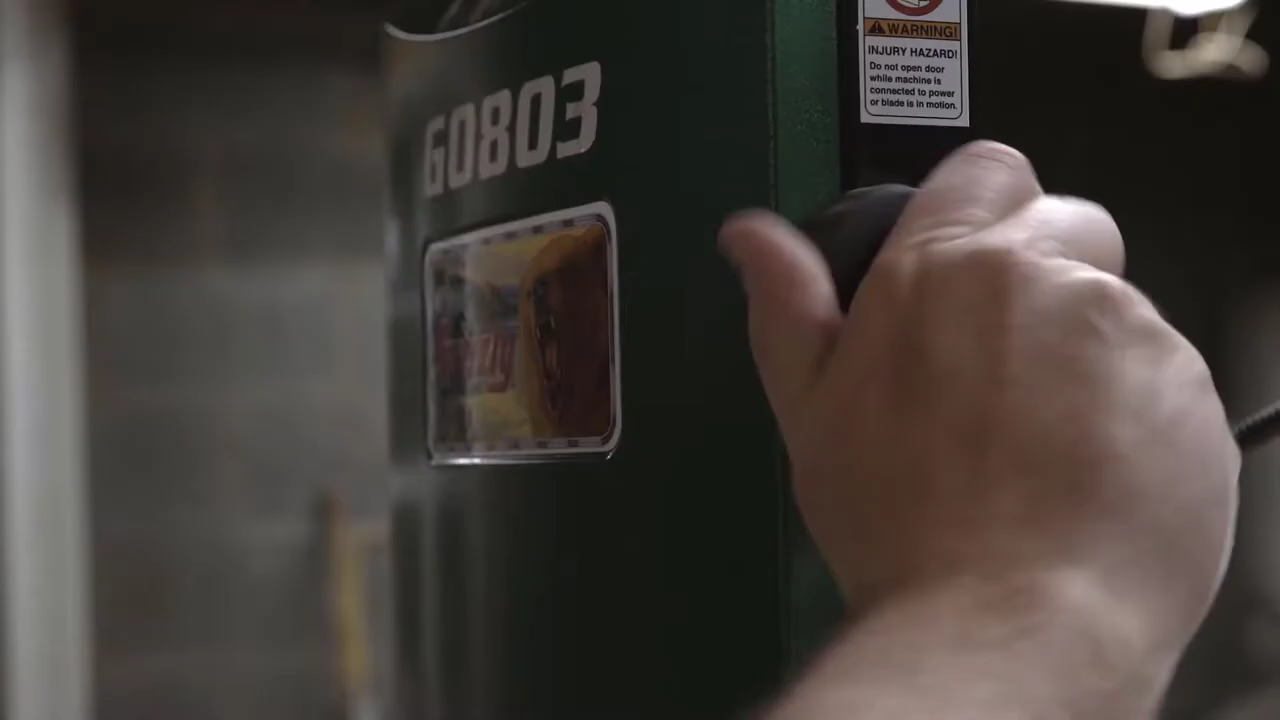 G0803
WARNING!
INJURY HAZARD!
Do not open door
while machine is
connected to power
or blade is in motion.